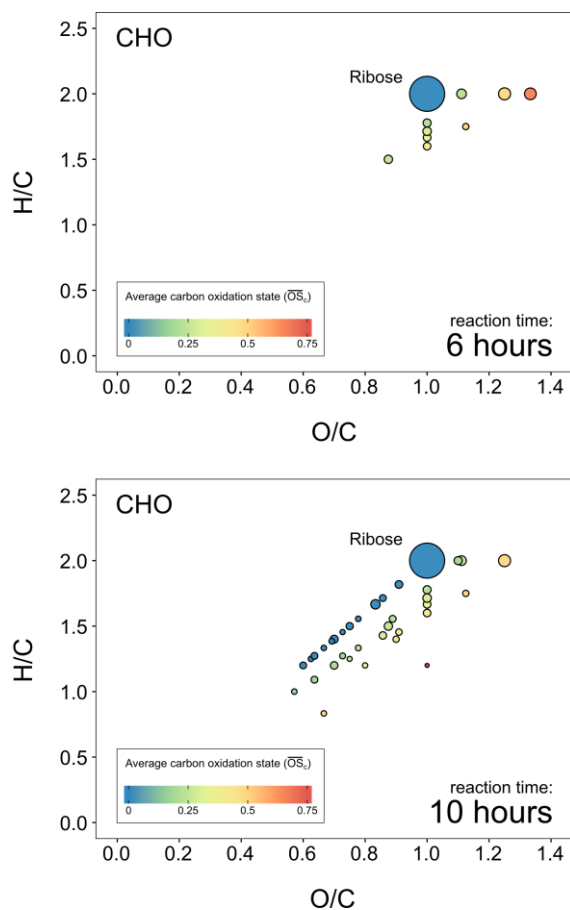 CHO
Ribose
H/C
2.5
2.0
1.5
1.0
0.5
0.0
Average carbon oxidation state (OSc)
0 0.25 0.5 0.75
reaction time:
6 hours
0.0 0.2 0.4 0.6 0.8 1.0 1.2 1.4
O/C
CHO
Ribose
H/C
2.5
2.0
1.5
1.0
0.5
0.0
Average carbon oxidation state (OSc)
0 0.25 0.5 0.75
reaction time:
10 hours
0.0 0.2 0.4 0.6 0.8 1.0 1.2 1.4
O/C